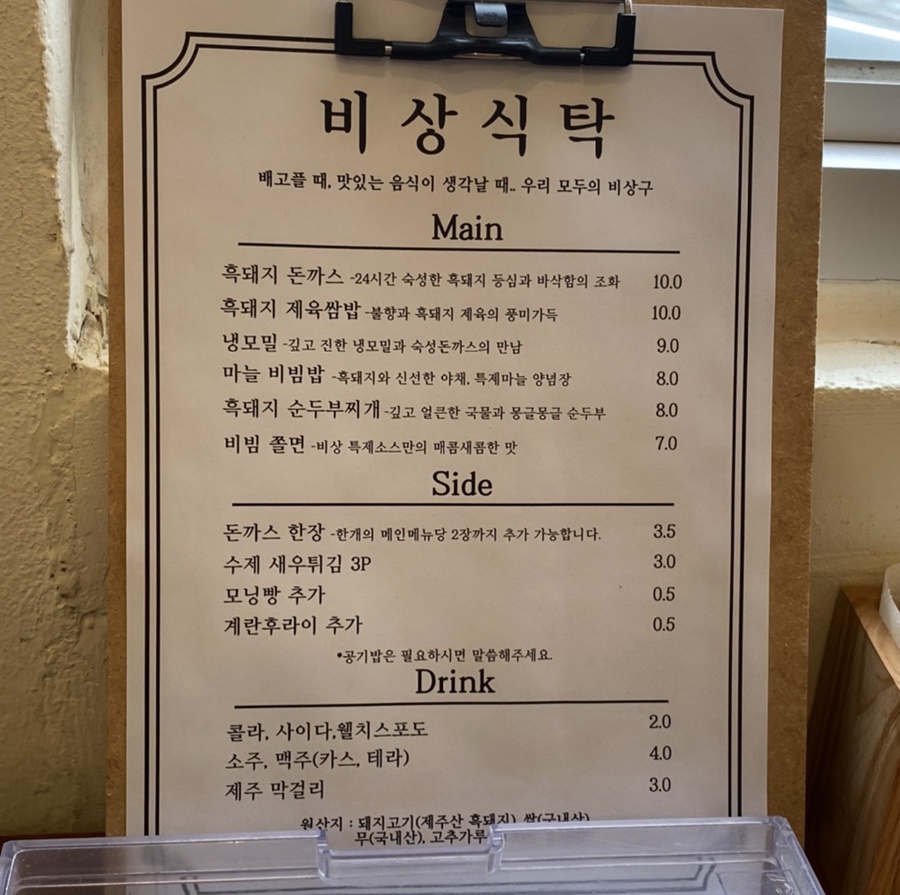 비상식탁
배고플 때, 맛있는 음식이 생각날 때.. 우리 모두의 비상구
Main
흑돼지 돈까스 -24시간 숙성한 흑돼지 등심과 바삭함의 조화 10.0
흑돼지 제육쌈밥 -불향과 흑돼지 제육의 풍미가득 10.0
냉모밀 -깊고 진한 냉모밀과 숙성돈까스의 만남 9.0
마늘 비빔밥 -흑돼지와 신선한 야채, 특제마늘 양념장 8.0
흑돼지 순두부찌개 -깊고 얼큰한 국물과 몽글몽글 순두부 8.0
비빔 쫄면 -비상 특제소스만의 매콤새콤한 맛 7.0
Side
돈까스 한장 -한개의 메인메뉴당 2장까지 추가 가능합니다. 3.5
수제 새우튀김 3P 3.0
모닝빵 추가 0.5
계란후라이 추가 0.5
*공기밥은 필요하시면 말씀해주세요.
Drink
콜라, 사이다,웰치스포도 2.0
소주, 맥주(카스, 테라) 4.0
제주 막걸리 3.0
원산지 : 돼지고기(제주산 흑돼지), 쌀(국내산)
무(국내산), 고추가루